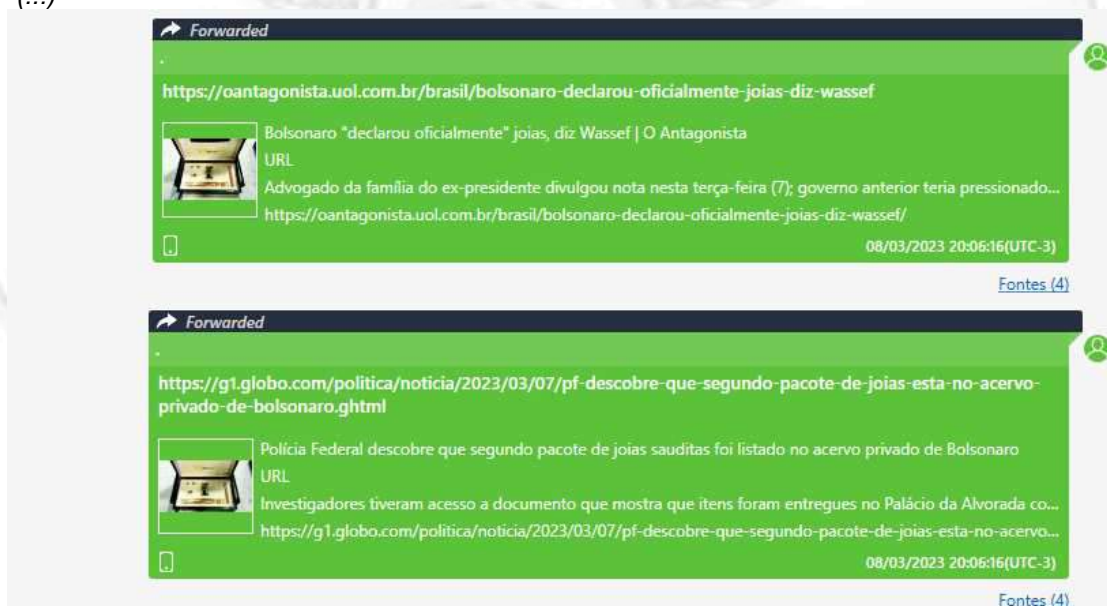 (...)
Forwarded
.
https://oantagonista.uol.com.br/brasil/bolsonaro-declarou-oficialmente-joias-diz-wassef
Bolsonaro "declarou oficialmente" joias, diz Wassef | O Antagonista
URL
Advogado da família do ex-presidente divulgou nota nesta terça-feira (7); governo anterior teria pressionado...
https://oantagonista.uol.com.br/brasil/bolsonaro-declarou-oficialmente-joias-diz-wassef/
08/03/2023 20:06:16(UTC-3)
Fontes (4)
Forwarded
.
https://g1.globo.com/politica/noticia/2023/03/07/pf-descobre-que-segundo-pacote-de-joias-esta-no-acervo-
privado-de-bolsonaro.ghtml
Polícia Federal descobre que segundo pacote de joias sauditas foi listado no acervo privado de Bolsonaro
URL
Investigadores tiveram acesso a documento que mostra que itens foram entregues no Palácio da Alvorada co...
https://g1.globo.com/politica/noticia/2023/03/07/pf-descobre-que-segundo-pacote-de-joias-esta-no-acervo...
08/03/2023 20:06:16(UTC-3)
Fontes (4)